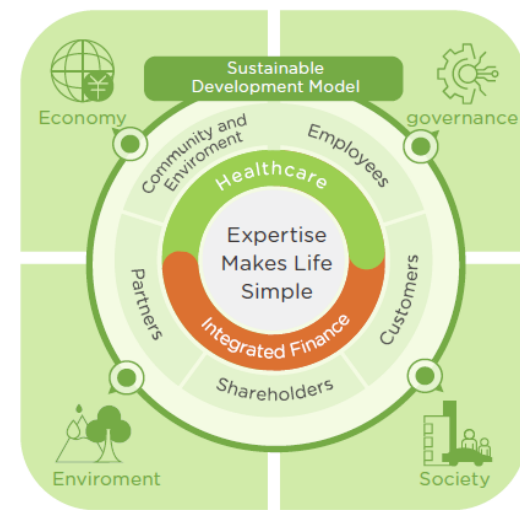 Sustainable
Development Model
Economy
governance
Community and
Enviroment
Employees
Healthcare
Expertise
Makes Life
Simple
Partners
Customers
Integrated Finance
Shareholders
Enviroment
Society
¥